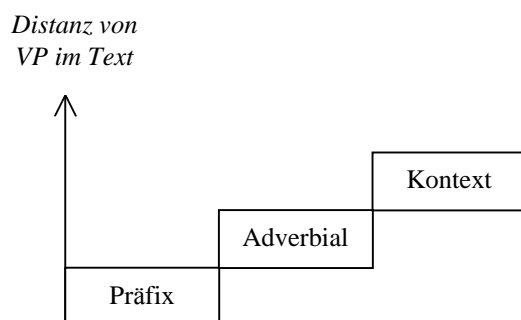 Distanz von
VP im Text
Kontext
Adverbial
Präfix